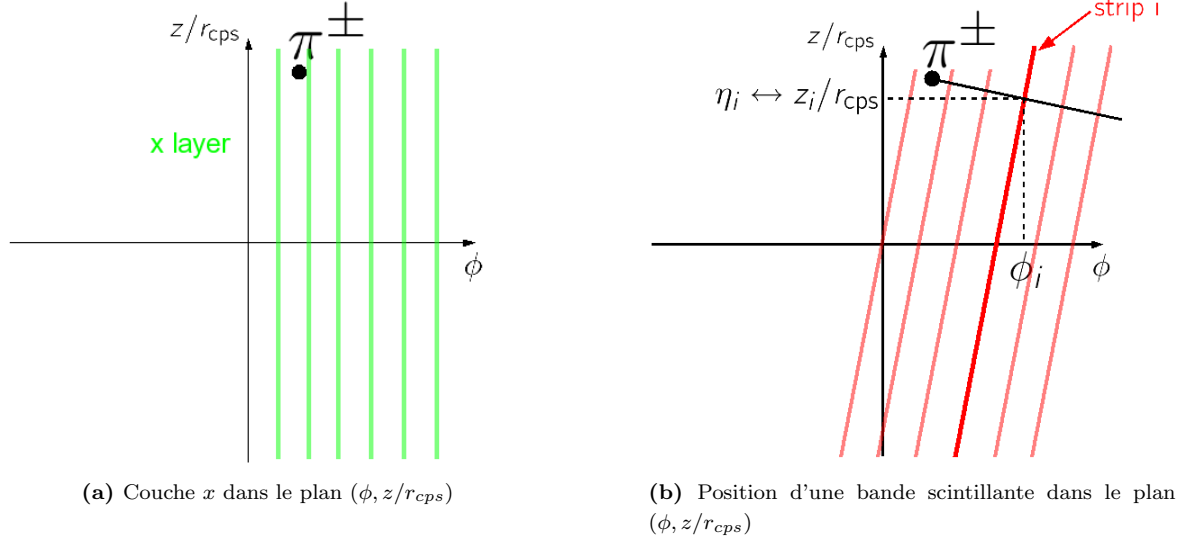 z/r_cps
π±
x layer
ϕ
(a) Couche x dans le plan (ϕ, z/r_cps)
strip i
z/r_cps
π±
η_i ↔ z_i/r_cps
ϕ_i
ϕ
(b) Position d'une bande scintillante dans le plan
(ϕ, z/r_cps)